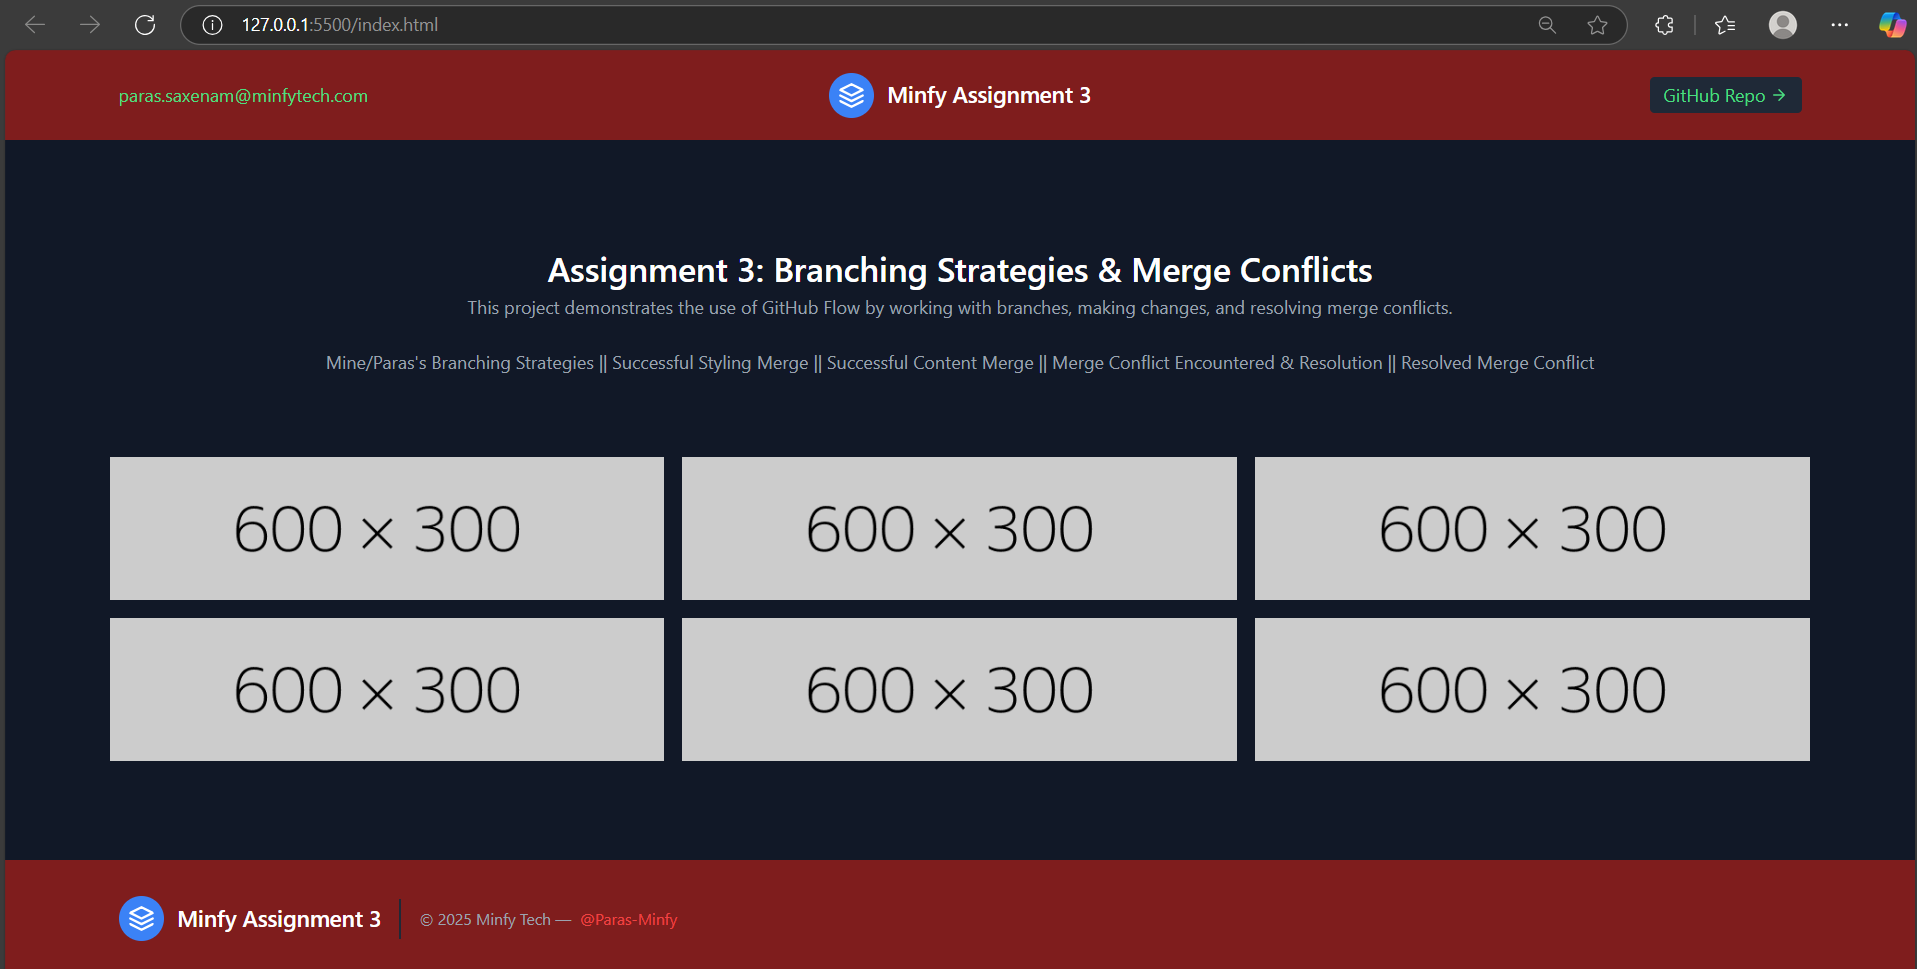 127.0.0.1:5500/index.html
paras.saxenam@minfytech.com
Minfy Assignment 3
GitHub Repo →
Assignment 3: Branching Strategies & Merge Conflicts
This project demonstrates the use of GitHub Flow by working with branches, making changes, and resolving merge conflicts.
Mine/Paras's Branching Strategies || Successful Styling Merge || Successful Content Merge || Merge Conflict Encountered & Resolution || Resolved Merge Conflict
600 × 300
600 × 300
600 × 300
600 × 300
600 × 300
600 × 300
Minfy Assignment 3
© 2025 Minfy Tech — @Paras-Minfy